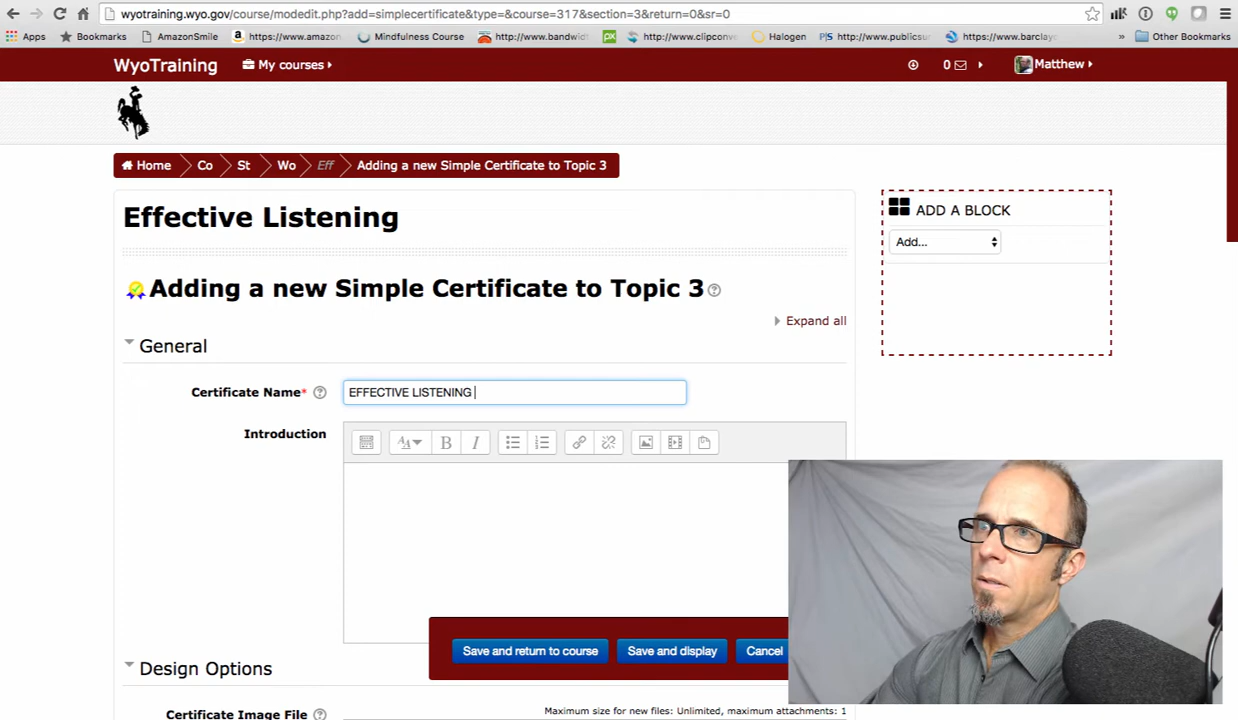 wyotraining.wyo.gov/course/modedit.php?add=simplecertificate&type=&course=317&section=3&return=0&sr=0
Apps Bookmarks AmazonSmile https://www.amazon Mindfulness Course http://www.bandwidt px http://www.clipconv Halogen P|S http://www.publicsu https://www.barclayc » Other Bookmarks
WyoTraining My courses 0 Matthew
Home Co St Wo Eff Adding a new Simple Certificate to Topic 3
Effective Listening
ADD A BLOCK
Add...
Adding a new Simple Certificate to Topic 3
Expand all
General
Certificate Name* EFFECTIVE LISTENING
Introduction
AA B I
Save and return to course Save and display Cancel
Design Options
Certificate Image File Maximum size for new files: Unlimited, maximum attachments: 1